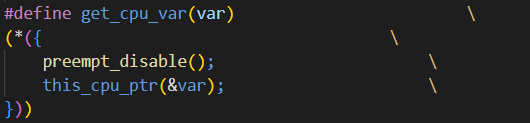 #define get_cpu_var(var) \
(*({ \
    preempt_disable(); \
    this_cpu_ptr(&var); \
}))